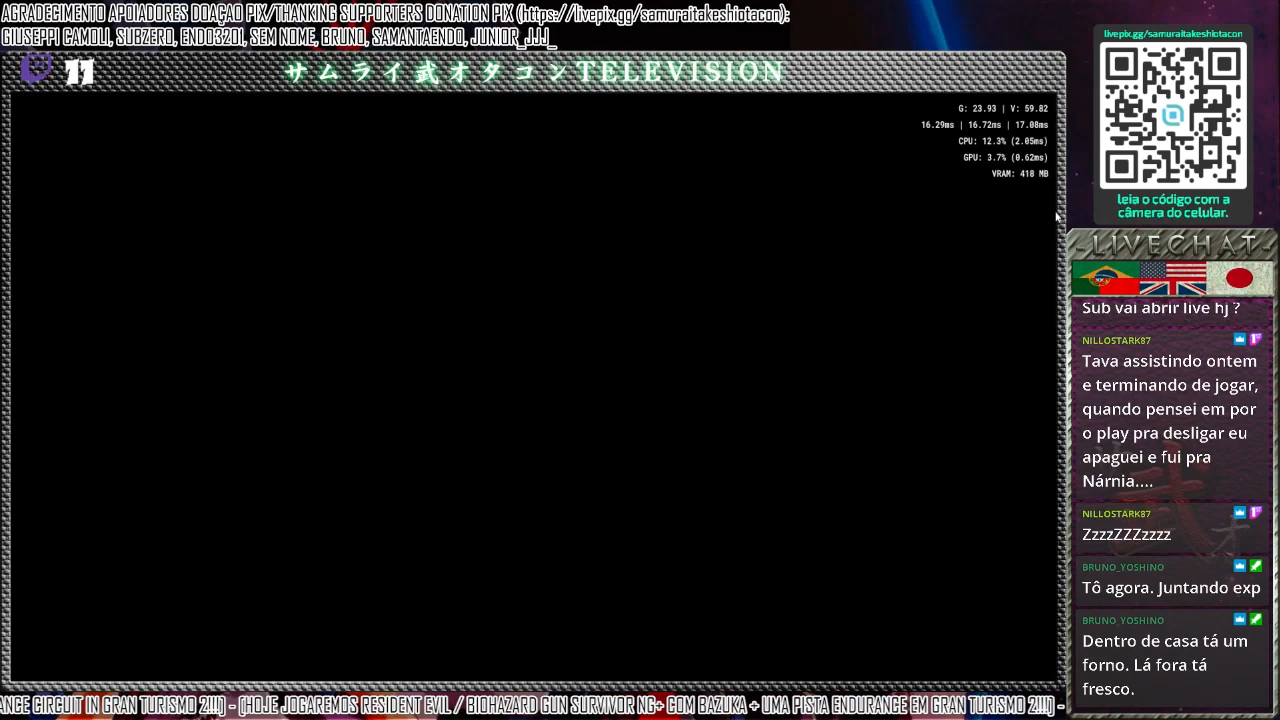 AGRADECIMENTO APOIADORES DOAÇAO PIX/THANKING SUPPORTERS DONATION PIX (https://livepix.gg/samuraitakeshiotacon):
GIUSEPPI CAMOLI, SUBZERO, ENDO3201, SEM NOME, BRUNO, SAMANTAENDO, JUNIOR_JJJ_
11
サムライ武オタコンTELEVISION
G: 23.93 | V: 59.82
16.29ms | 16.72ms | 17.08ms
CPU: 12.3% (2.05ms)
GPU: 3.7% (0.62ms)
VRAM: 418 MB
livepix.gg/samuraitakeshiotacon
leia o código com a
câmera do celular.
-LIVECHAT-
Sub vai abrir live hj ?
NILLOSTARK87
Tava assistindo ontem
e terminando de jogar,
quando pensei em por
o play pra desligar eu
apaguei e fui pra
Nárnia....
NILLOSTARK87
ZzzzZZZzzzz
BRUNO_YOSHINO
Tô agora. Juntando exp
BRUNO_YOSHINO
Dentro de casa tá um
forno. Lá fora tá
fresco.
ANCE CIRCUIT IN GRAN TURISMO 2!!!) - (HOJE JOGAREMOS RESIDENT EVIL / BIOHAZARD GUN SURVIVOR NG+ COM BAZUKA + UMA PISTA ENDURANCE EM GRAN TURISMO 2!!!) -